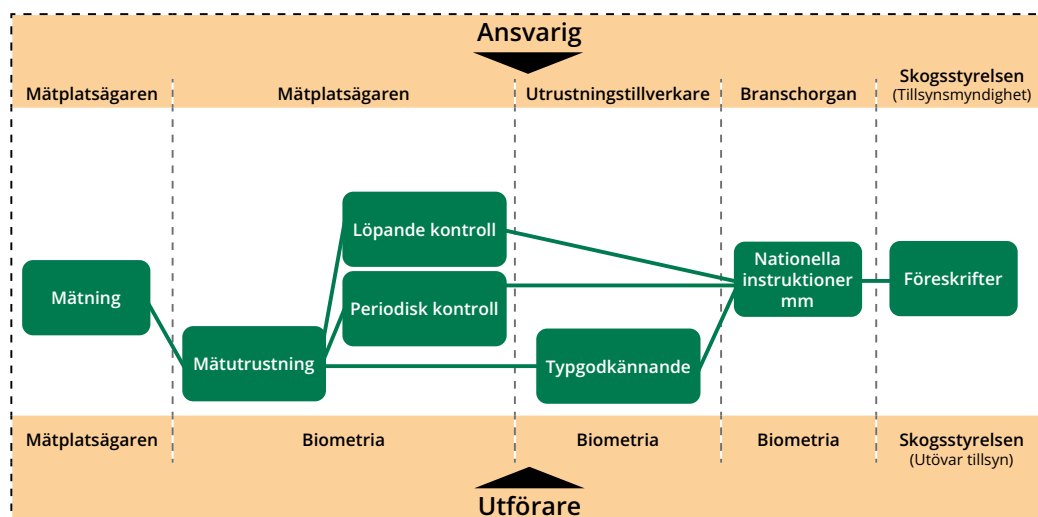 Ansvarig
Mätplatsägaren
Mätplatsägaren
Utrustningstillverkare
Branschorgan
Skogsstyrelsen
(Tillsynsmyndighet)
Löpande kontroll
Periodisk kontroll
Mätning
Mätutrustning
Typgodkännande
Nationella
instruktioner
mm
Föreskrifter
Mätplatsägaren
Biometria
Biometria
Biometria
Skogsstyrelsen
(Utövar tillsyn)
Utförare